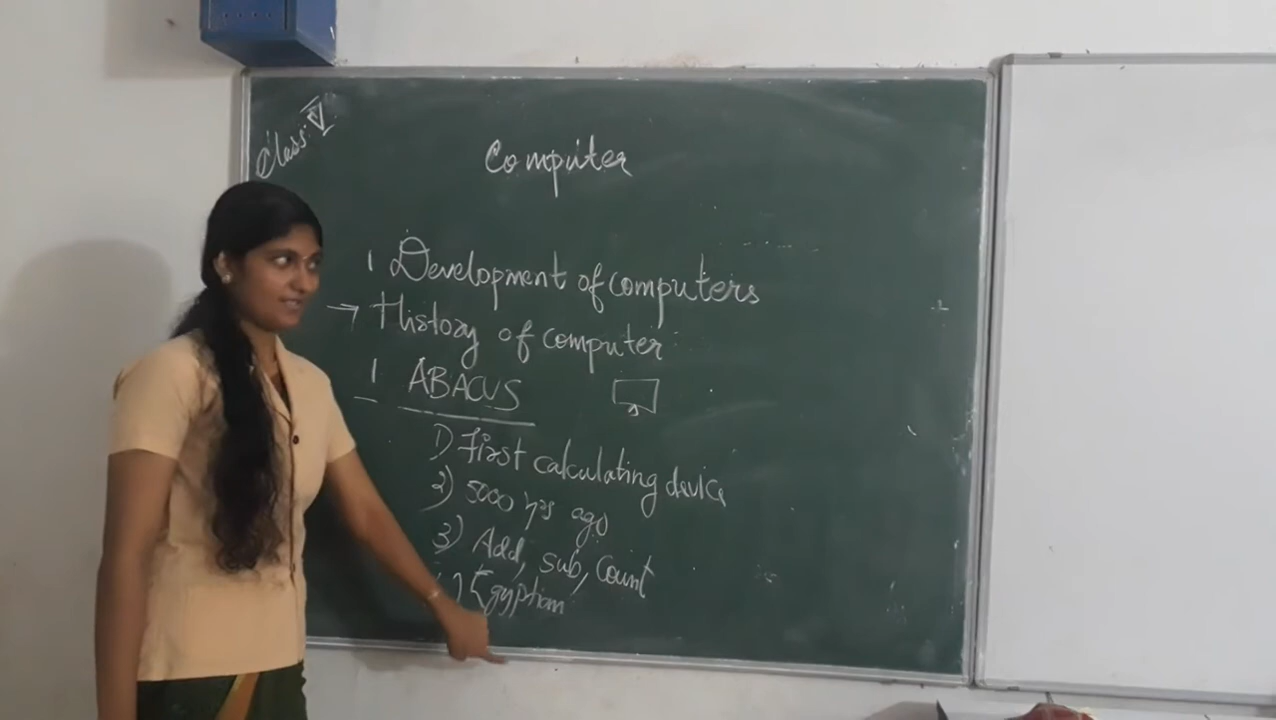 Class: V
Computer
1 Development of computers
→ History of computer
1 ABACUS
1) First calculating device
2) 5000 yrs ago
3) Add, sub, Count
) Egyptian